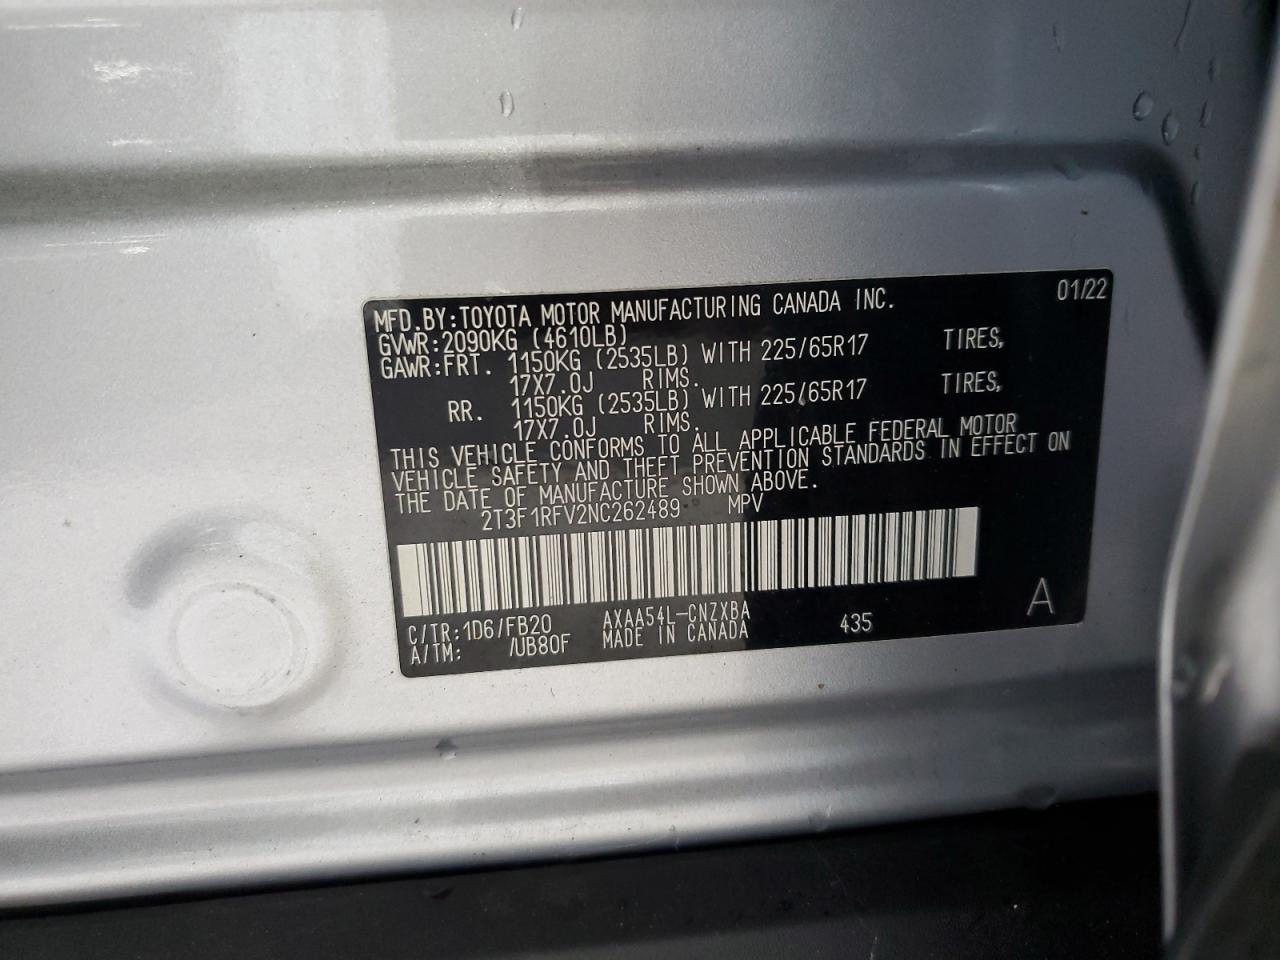 MFD.BY:TOYOTA MOTOR MANUFACTURING CANADA INC. 01/22
GVWR:2090KG (4610LB)
GAWR:FRT. 1150KG (2535LB) WITH 225/65R17 TIRES,
17X7.0J RIMS.
RR. 1150KG (2535LB) WITH 225/65R17 TIRES,
17X7.0J RIMS.
THIS VEHICLE CONFORMS TO ALL APPLICABLE FEDERAL MOTOR
VEHICLE SAFETY AND THEFT PREVENTION STANDARDS IN EFFECT ON
THE DATE OF MANUFACTURE SHOWN ABOVE.
2T3F1RFV2NC262489 MPV
C/TR:1D6/FB20 AXAA54L-CNZXBA A
A/TM: /UB80F MADE IN CANADA 435